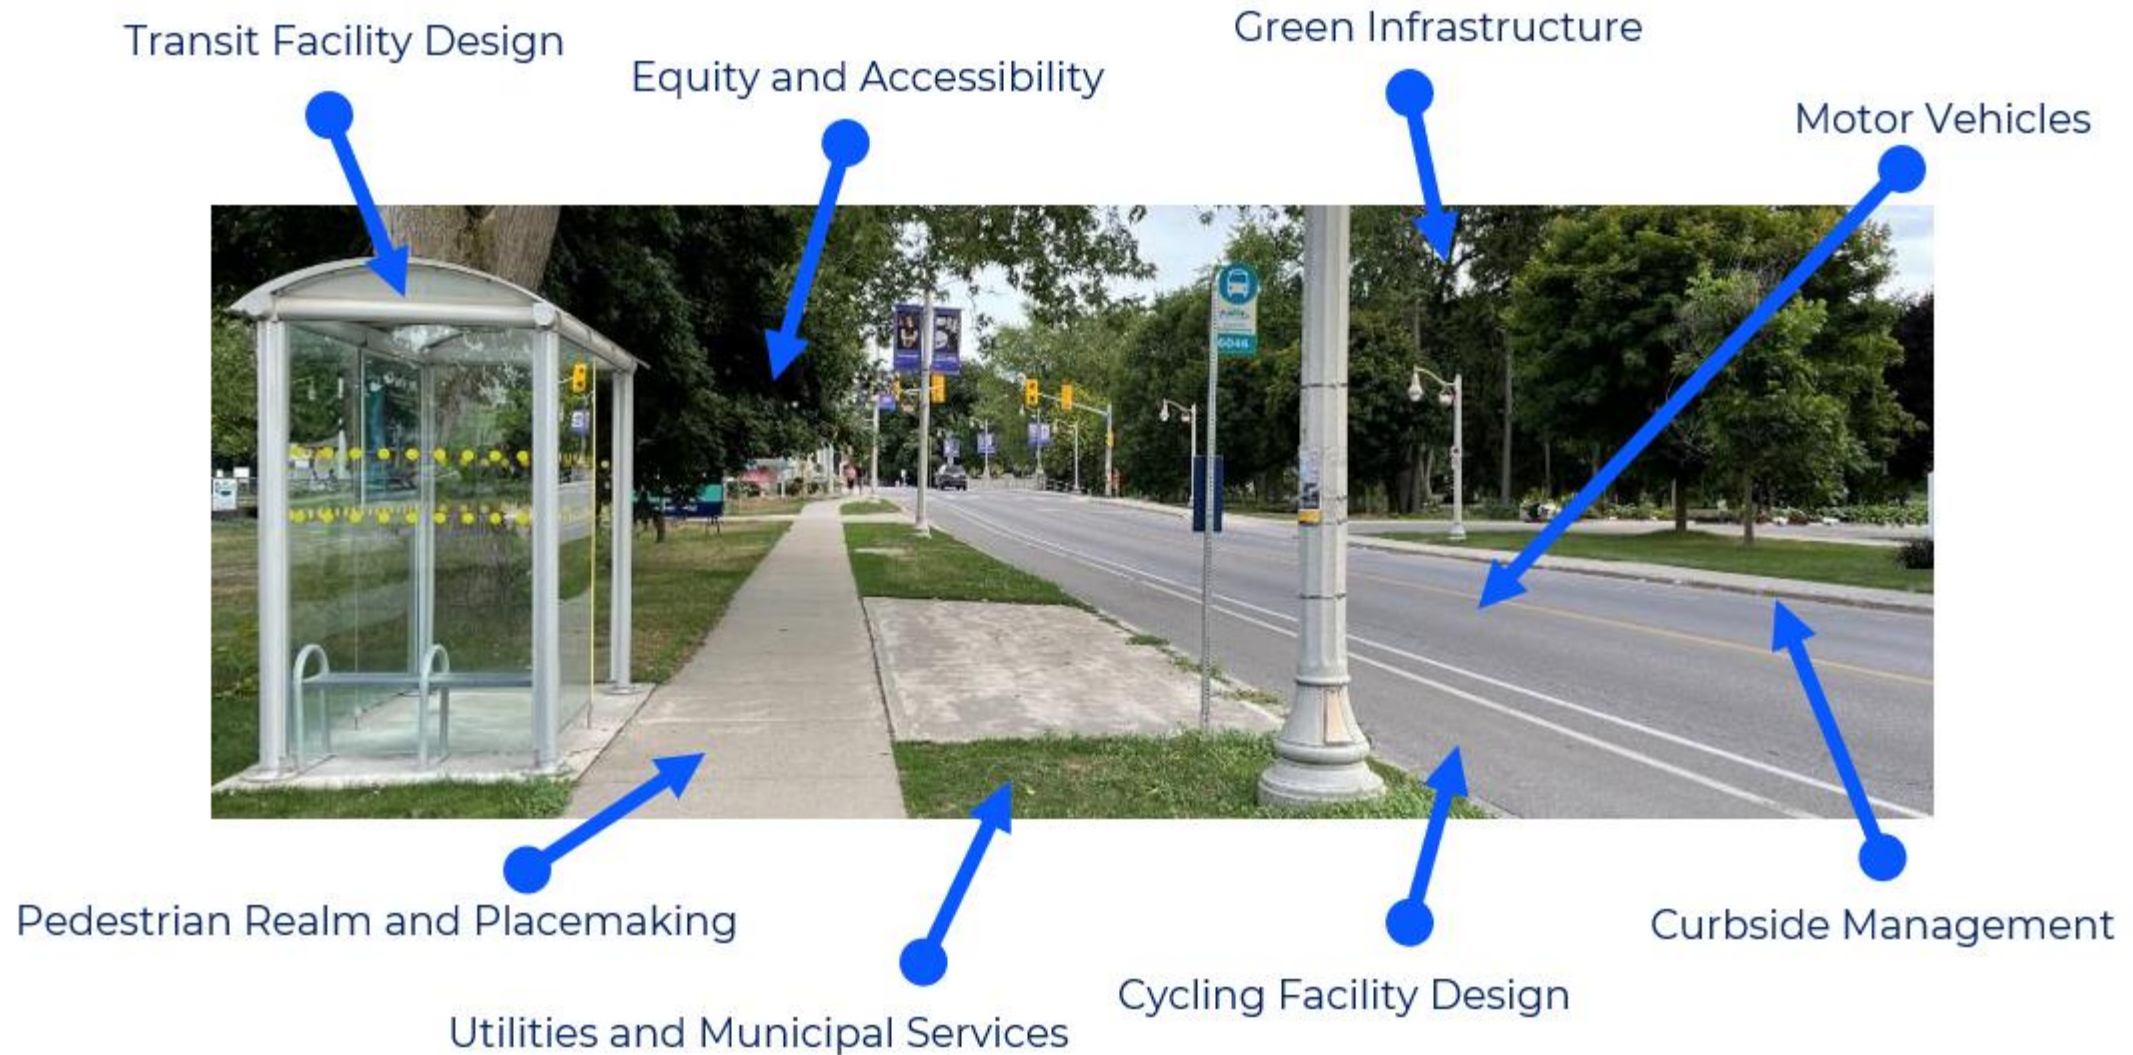 Transit Facility Design
Equity and Accessibility
Green Infrastructure
Motor Vehicles
6046
Pedestrian Realm and Placemaking
Utilities and Municipal Services
Cycling Facility Design
Curbside Management